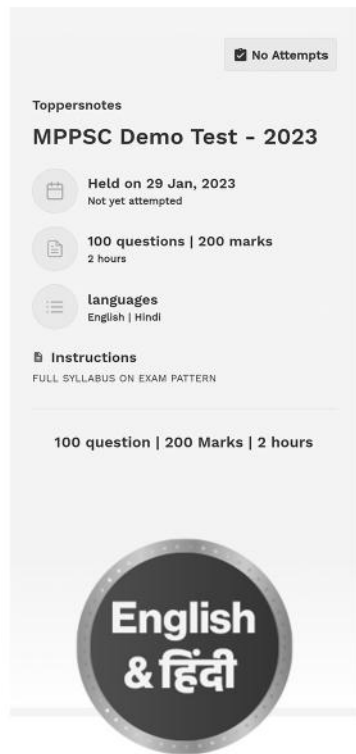 No Attempts
Toppersnotes
MPPSC Demo Test - 2023
Held on 29 Jan, 2023
Not yet attempted
100 questions | 200 marks
2 hours
languages
English | Hindi
Instructions
FULL SYLLABUS ON EXAM PATTERN
100 question | 200 Marks | 2 hours
English
& हिंदी